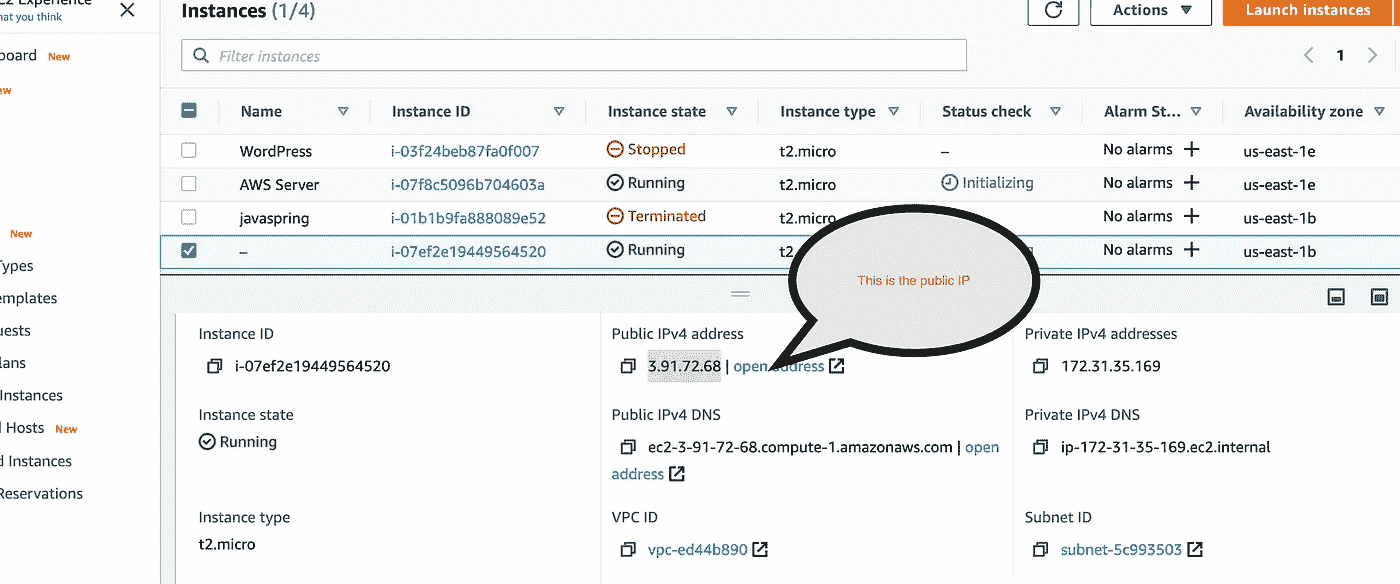 C2 Experience
hat you think
Instances (1/4)
Actions
Launch instances
Filter instances
1
board New
ew
Name Instance ID Instance state Instance type Status check Alarm St... Availability zone
WordPress i-03f24beb87fa0f007 Stopped t2.micro – No alarms + us-east-1e
AWS Server i-07f8c5096b704603a Running t2.micro Initializing No alarms + us-east-1e
javaspring i-01b1b9fa888089e52 Terminated t2.micro No alarms + us-east-1b
– i-07ef2e19449564520 Running t2 No alarms + us-east-1b
New
Types
emplates
uests
lans
Instances
d Hosts New
d Instances
Reservations
This is the public IP
Instance ID
i-07ef2e19449564520
Public IPv4 address
3.91.72.68 | open address
Private IPv4 addresses
172.31.35.169
Instance state
Running
Public IPv4 DNS
ec2-3-91-72-68.compute-1.amazonaws.com | open
address
Private IPv4 DNS
ip-172-31-35-169.ec2.internal
Instance type
t2.micro
VPC ID
vpc-ed44b890
Subnet ID
subnet-5c993503